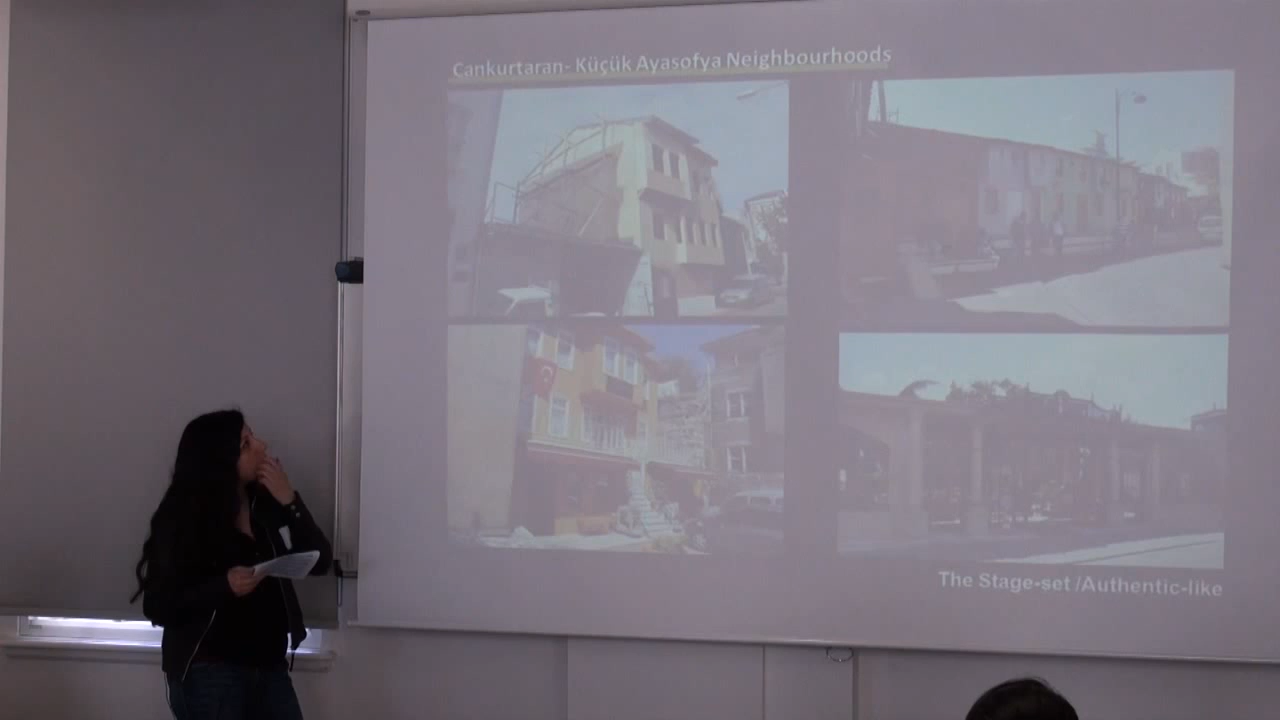 Cankurtaran- Küçük Ayasofya Neighbourhoods
The Stage-set /Authentic-like